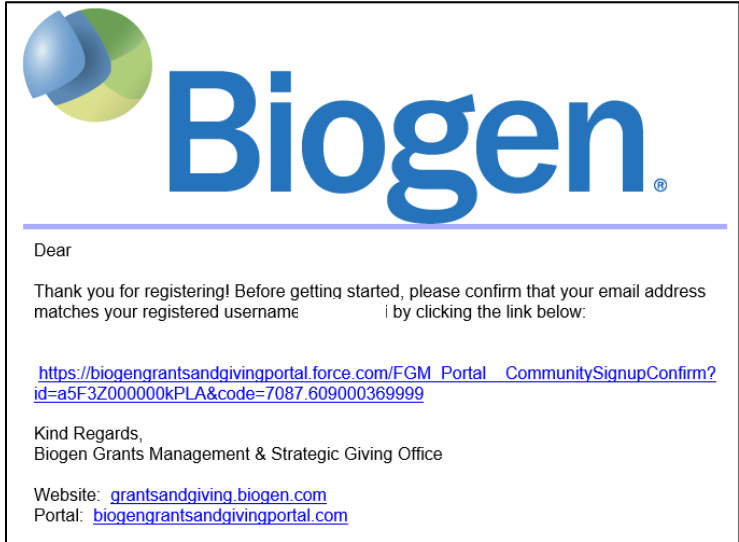 Biogen®
Dear
Thank you for registering! Before getting started, please confirm that your email address
matches your registered username by clicking the link below:
https://biogengrantsandgivingportal.force.com/FGM_Portal__CommunitySignupConfirm?
id=a5F3Z000000kPLA&code=7087.609000369999
Kind Regards,
Biogen Grants Management & Strategic Giving Office
Website: grantsandgiving.biogen.com
Portal: biogengrantsandgivingportal.com